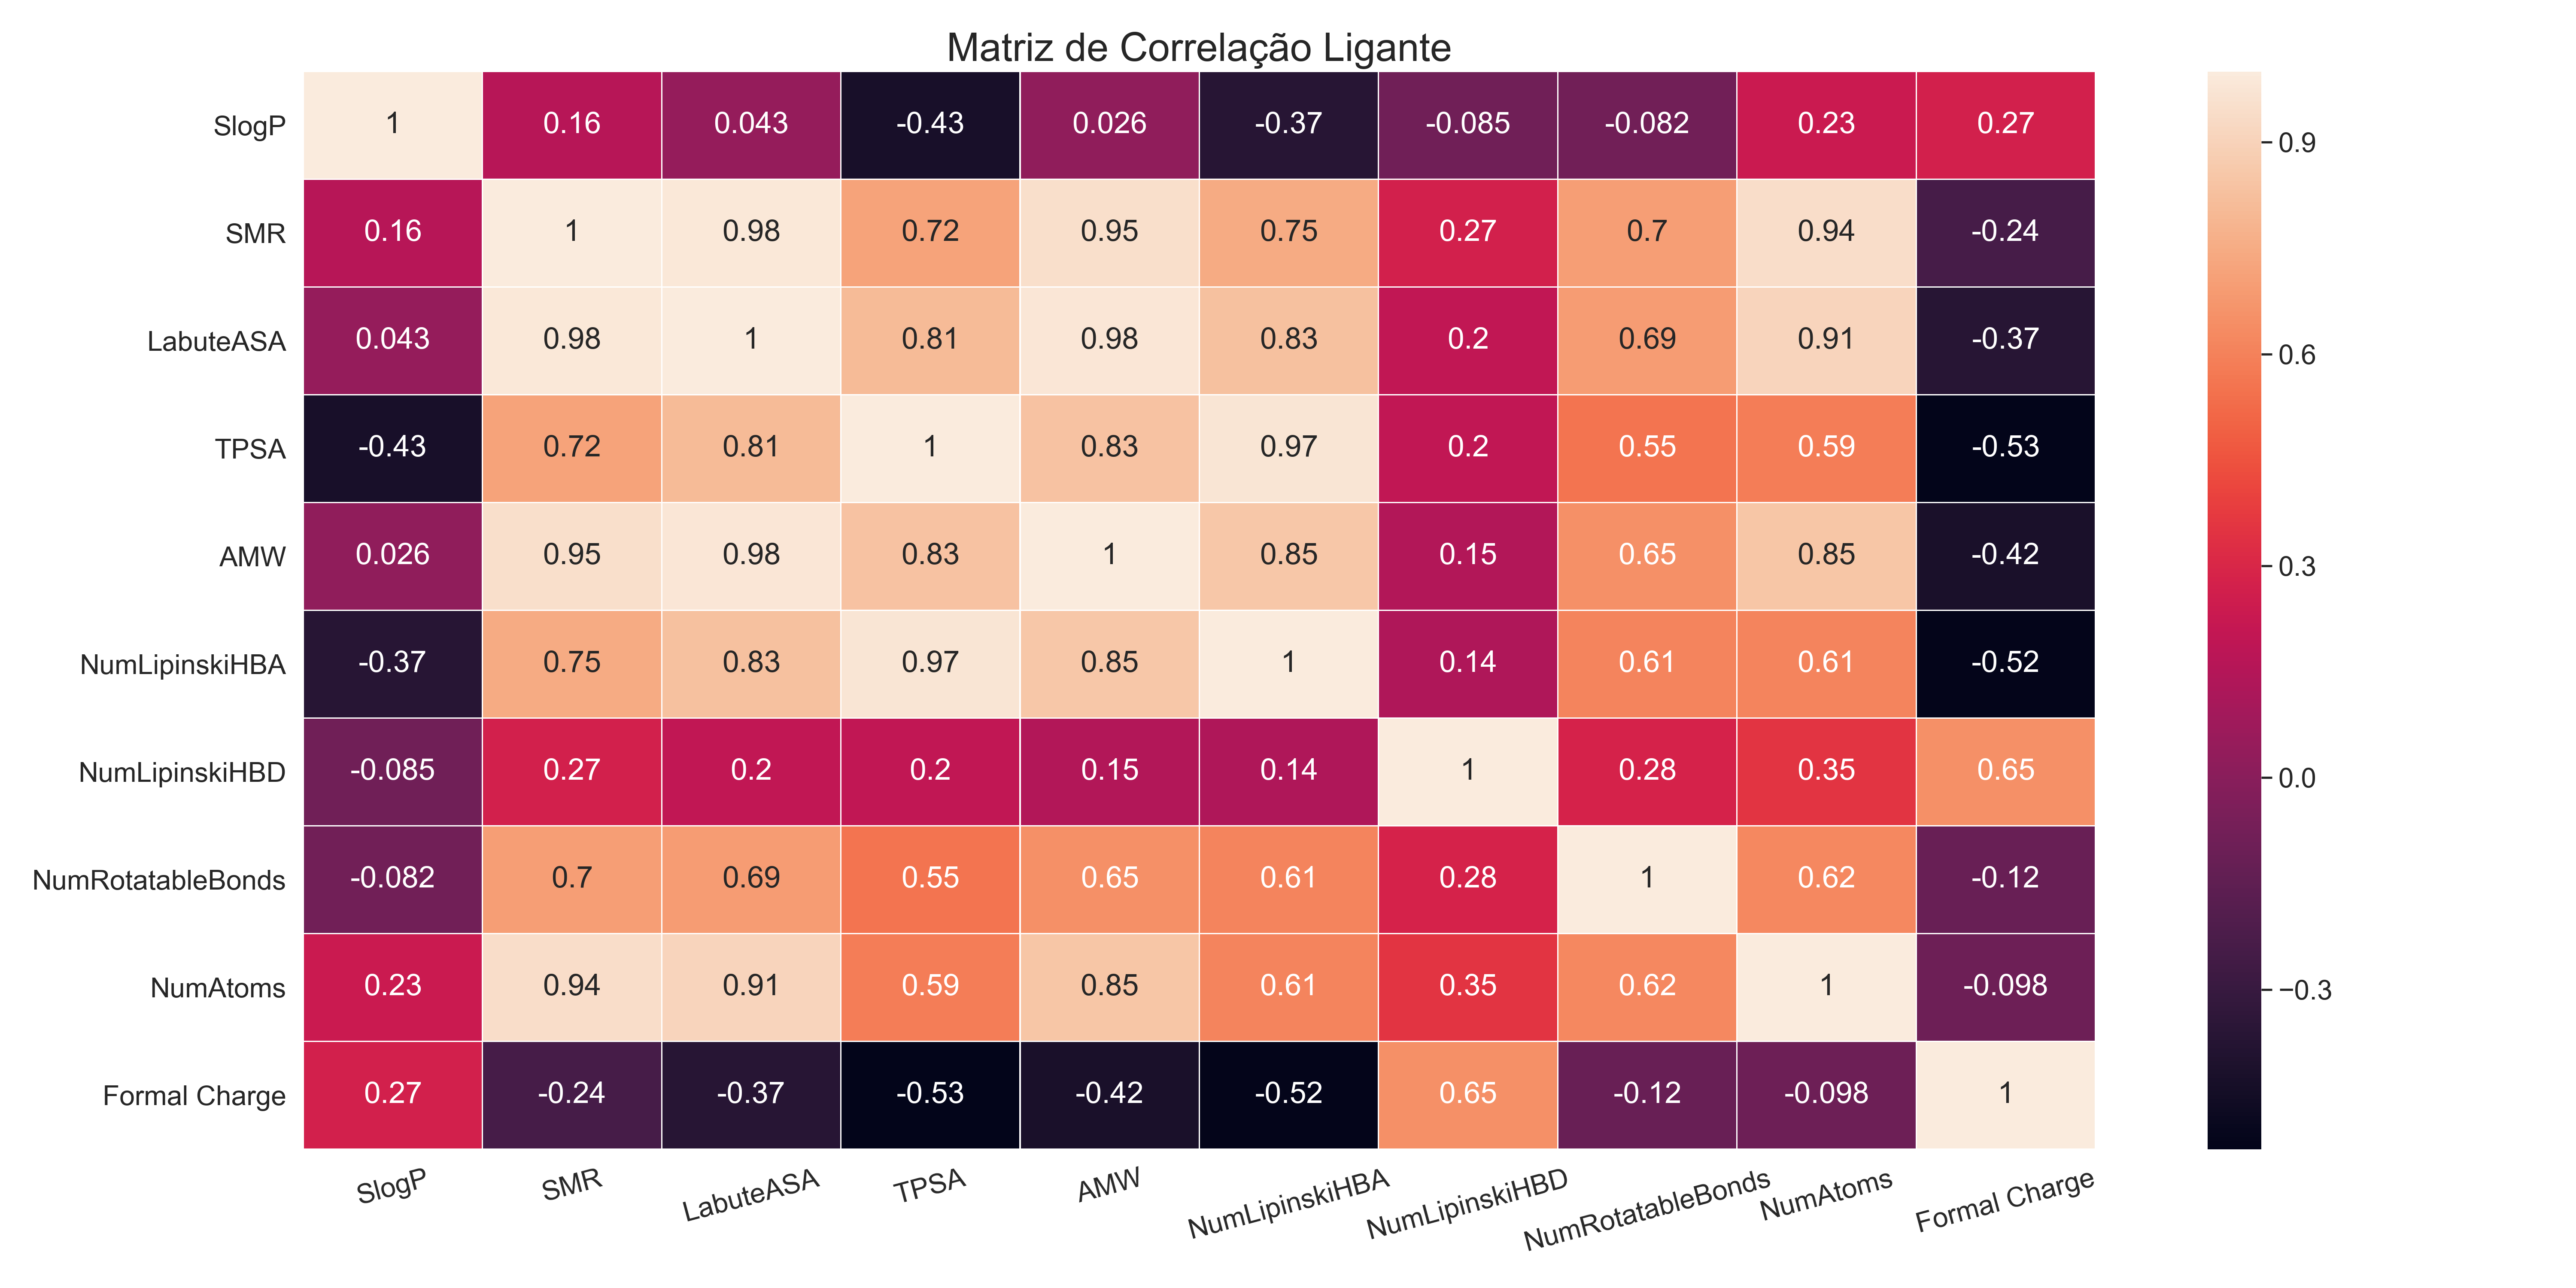 Matriz de Correlação Ligante
SlogP 1 0.16 0.043 -0.43 0.026 -0.37 -0.085 -0.082 0.23 0.27
SMR 0.16 1 0.98 0.72 0.95 0.75 0.27 0.7 0.94 -0.24
LabuteASA 0.043 0.98 1 0.81 0.98 0.83 0.2 0.69 0.91 -0.37
TPSA -0.43 0.72 0.81 1 0.83 0.97 0.2 0.55 0.59 -0.53
AMW 0.026 0.95 0.98 0.83 1 0.85 0.15 0.65 0.85 -0.42
NumLipinskiHBA -0.37 0.75 0.83 0.97 0.85 1 0.14 0.61 0.61 -0.52
NumLipinskiHBD -0.085 0.27 0.2 0.2 0.15 0.14 1 0.28 0.35 0.65
NumRotatableBonds -0.082 0.7 0.69 0.55 0.65 0.61 0.28 1 0.62 -0.12
NumAtoms 0.23 0.94 0.91 0.59 0.85 0.61 0.35 0.62 1 -0.098
Formal Charge 0.27 -0.24 -0.37 -0.53 -0.42 -0.52 0.65 -0.12 -0.098 1
SlogP SMR LabuteASA TPSA AMW NumLipinskiHBA NumLipinskiHBD NumRotatableBonds NumAtoms Formal Charge
0.9
0.6
0.3
0.0
−0.3